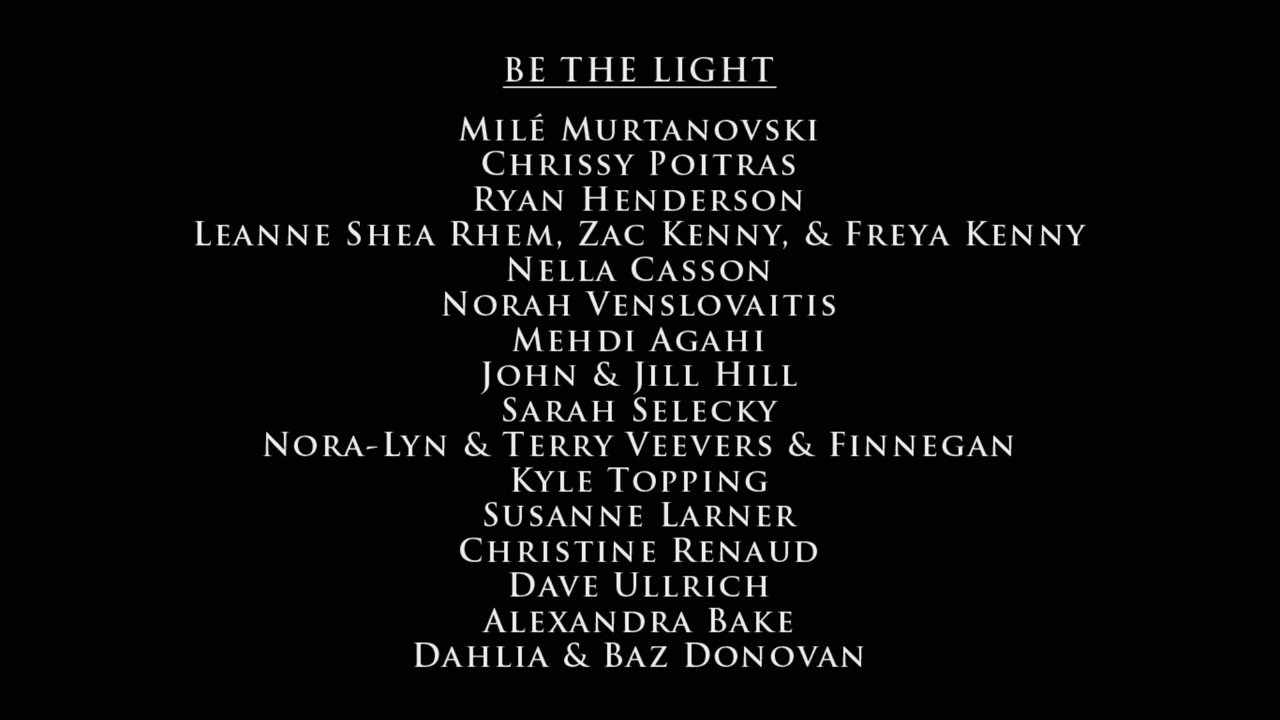 BE THE LIGHT
MILÉ MURTANOVSKI
CHRISSY POITRAS
RYAN HENDERSON
LEANNE SHEA RHEM, ZAC KENNY, & FREYA KENNY
NELLA CASSON
NORAH VENSLOVAITIS
MEHDI AGAHI
JOHN & JILL HILL
SARAH SELECKY
NORA-LYN & TERRY VEEVERS & FINNEGAN
KYLE TOPPING
SUSANNE LARNER
CHRISTINE RENAUD
DAVE ULLRICH
ALEXANDRA BAKE
DAHLIA & BAZ DONOVAN